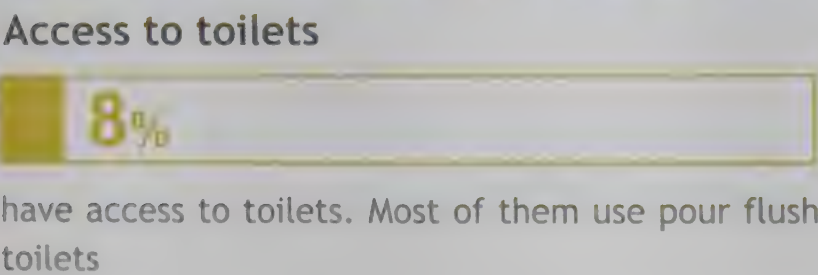 Access to toilets
8%
have access to toilets. Most of them use pour flush
toilets